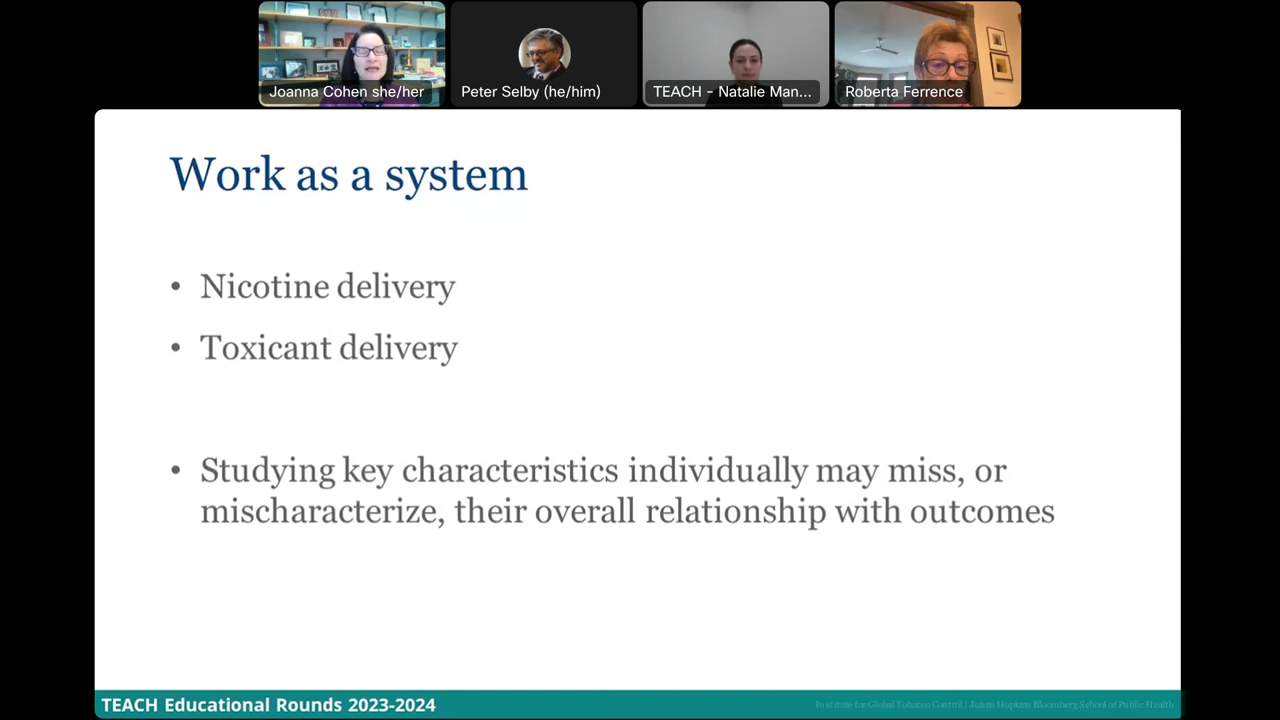 Joanna Cohen she/her
Peter Selby (he/him)
TEACH - Natalie Man...
Roberta Ferrence
Work as a system
• Nicotine delivery
• Toxicant delivery
• Studying key characteristics individually may miss, or
mischaracterize, their overall relationship with outcomes
TEACH Educational Rounds 2023-2024
Institute for Global Tobacco Control | Johns Hopkins Bloomberg School of Public Health